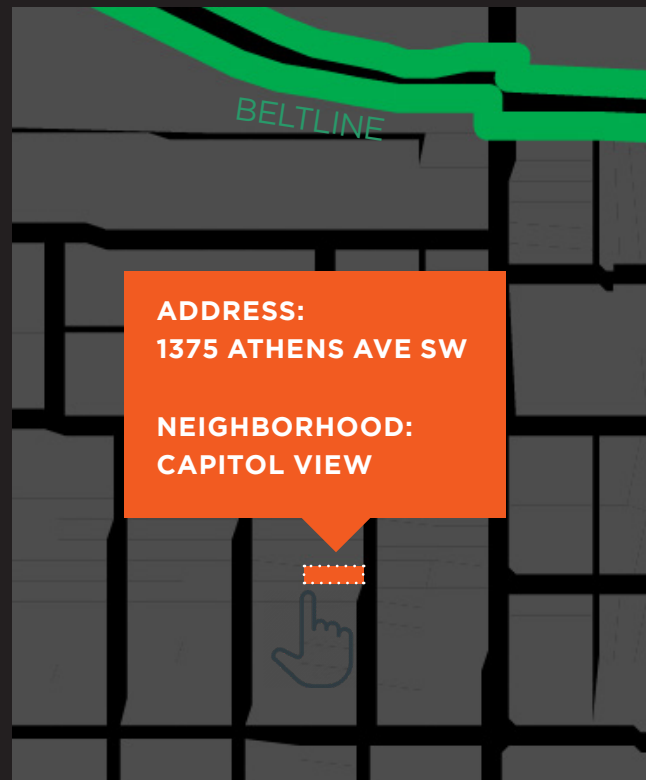 BELTLINE
ADDRESS:
1375 ATHENS AVE SW
NEIGHBORHOOD:
CAPITOL VIEW